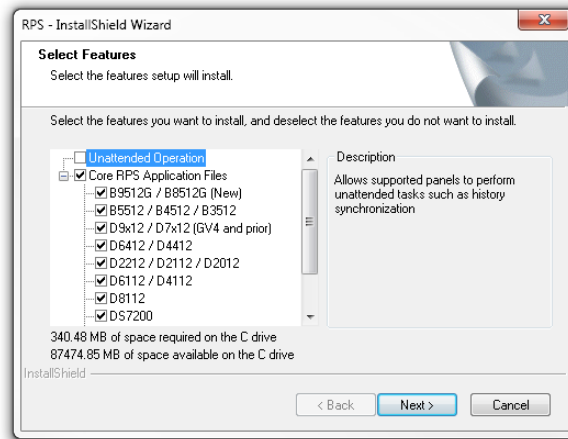 RPS - InstallShield Wizard
Select Features
Select the features setup will install.
Select the features you want to install, and deselect the features you do not want to install.
Unattended Operation
Core RPS Application Files
B9512G / B8512G (New)
B5512 / B4512 / B3512
D9x12 / D7x12 (GV4 and prior)
D6412 / D4412
D2212 / D2112 / D2012
D6112 / D4112
D8112
DS7200
Description
Allows supported panels to perform
unattended tasks such as history
synchronization
340.48 MB of space required on the C drive
87474.85 MB of space available on the C drive
InstallShield
< Back
Next >
Cancel